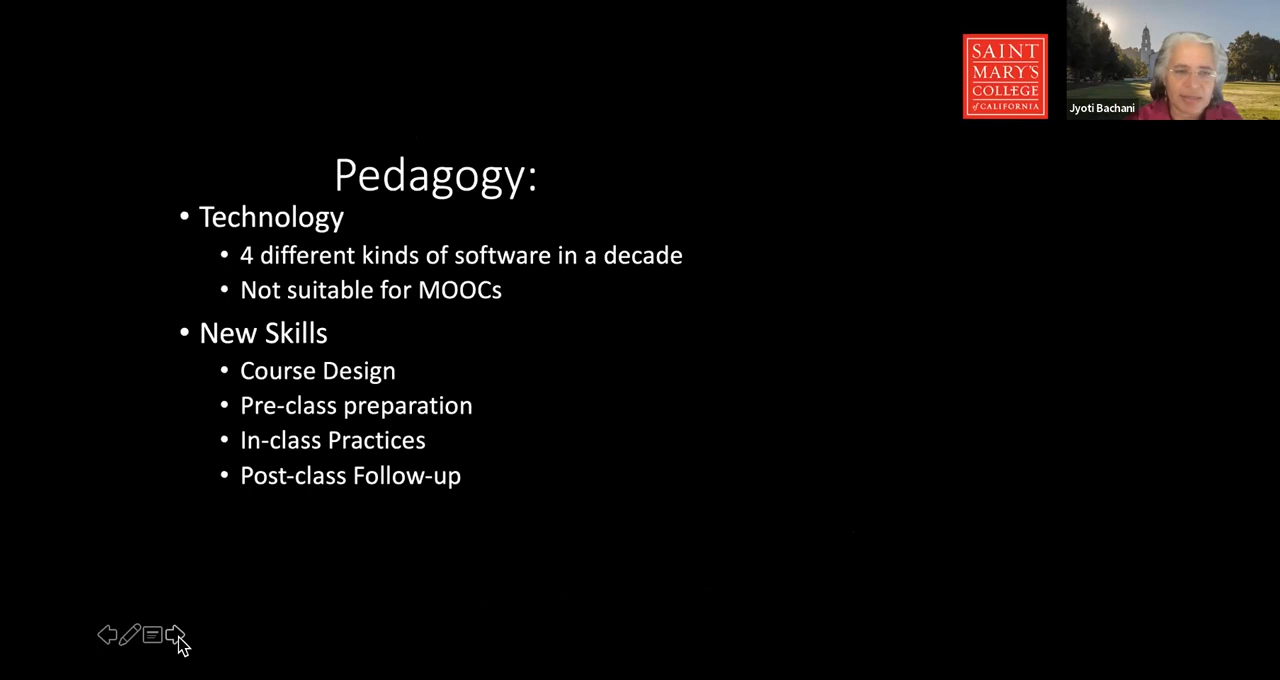 SAINT
MARY'S
COLLEGE
of CALIFORNIA
Jyoti Bachani
Pedagogy:
• Technology
• 4 different kinds of software in a decade
• Not suitable for MOOCs
• New Skills
• Course Design
• Pre-class preparation
• In-class Practices
• Post-class Follow-up